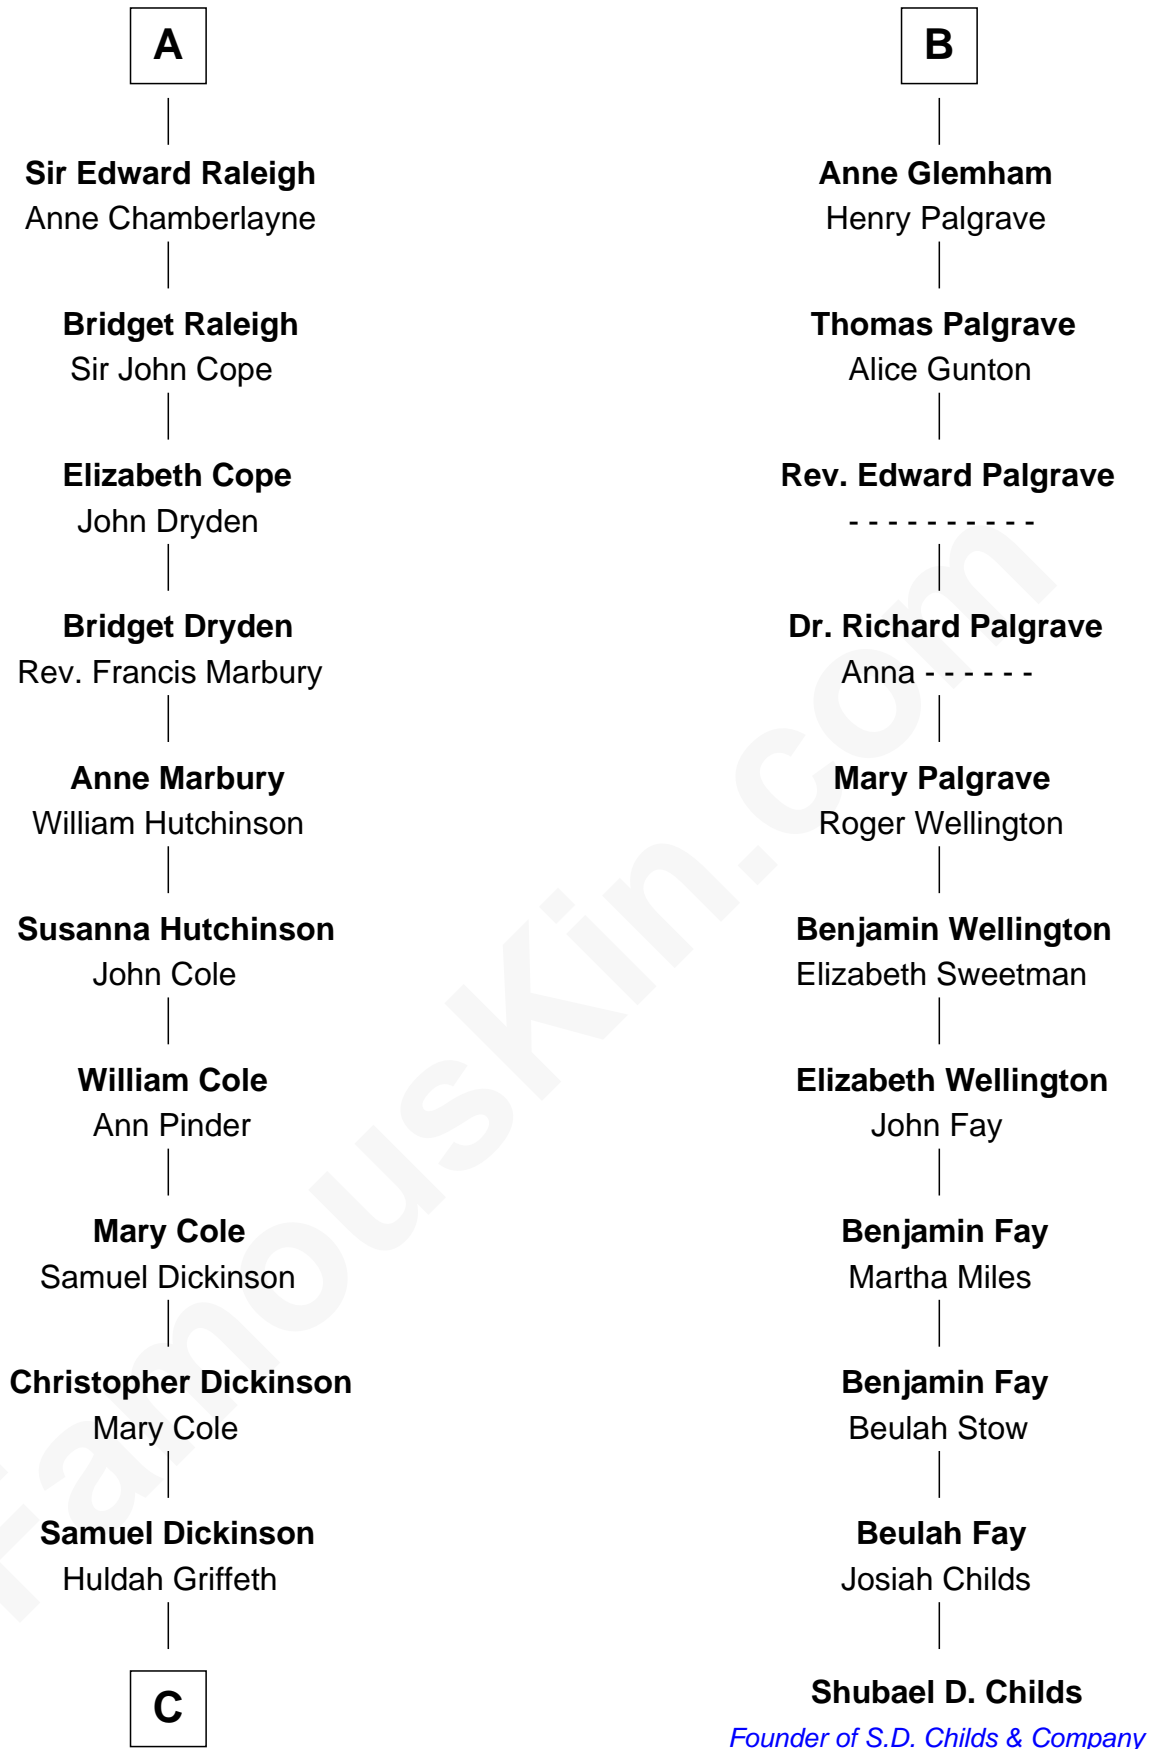 A
Sir Edward Raleigh
Anne Chamberlayne
Bridget Raleigh
Sir John Cope
Elizabeth Cope
John Dryden
Bridget Dryden
Rev. Francis Marbury
Anne Marbury
William Hutchinson
Susanna Hutchinson
John Cole
William Cole
Ann Pinder
Mary Cole
Samuel Dickinson
Christopher Dickinson
Mary Cole
Samuel Dickinson
Huldah Griffeth
C
B
Anne Glemham
Henry Palgrave
Thomas Palgrave
Alice Gunton
Rev. Edward Palgrave
- - - - - - - - - -
Dr. Richard Palgrave
Anna - - - - - -
Mary Palgrave
Roger Wellington
Benjamin Wellington
Elizabeth Sweetman
Elizabeth Wellington
John Fay
Benjamin Fay
Martha Miles
Benjamin Fay
Beulah Stow
Beulah Fay
Josiah Childs
Shubael D. Childs
Founder of S.D. Childs & Company
FamousKin.com